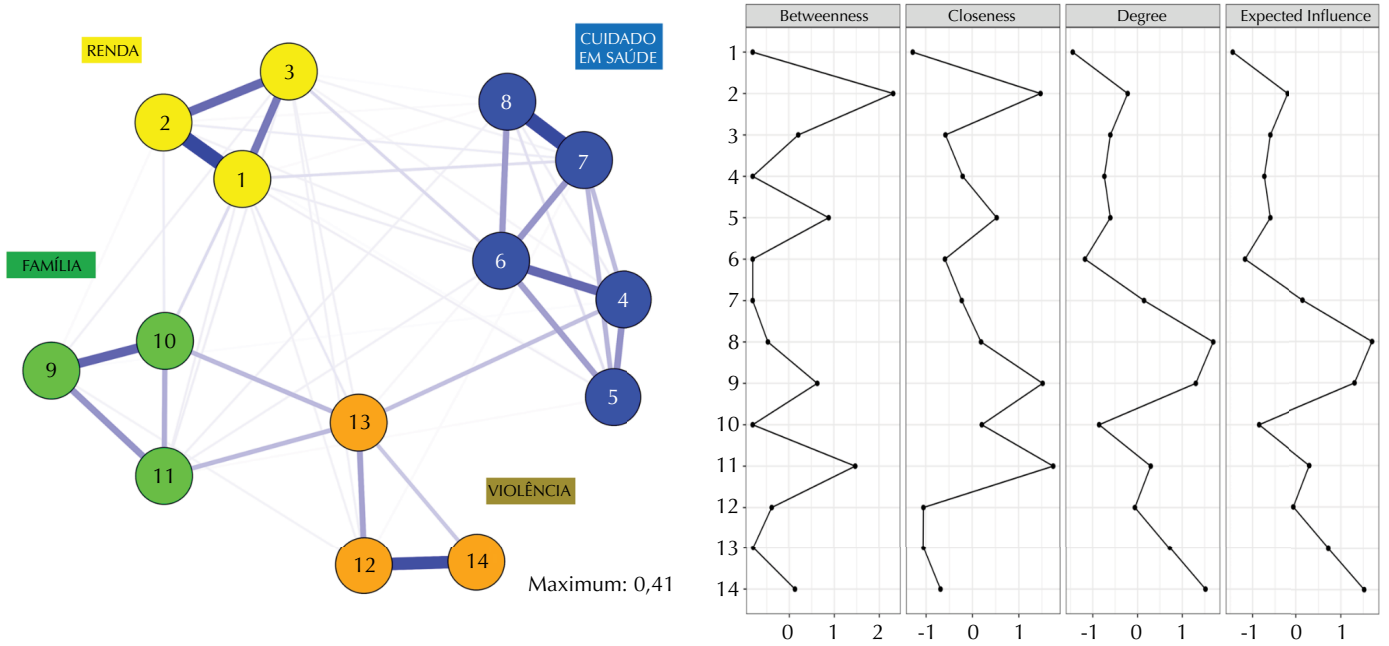 RENDA
CUIDADO
EM SAÚDE
3
8
2
7
1
FAMÍLIA
6
4
10
9
5
13
11
VIOLÊNCIA
12
14
Maximum: 0,41
Betweenness
Closeness
Degree
Expected Influence
1
2
3
4
5
6
7
8
9
10
11
12
13
14
0 1 2
-1 0 1
-1 0 1
-1 0 1